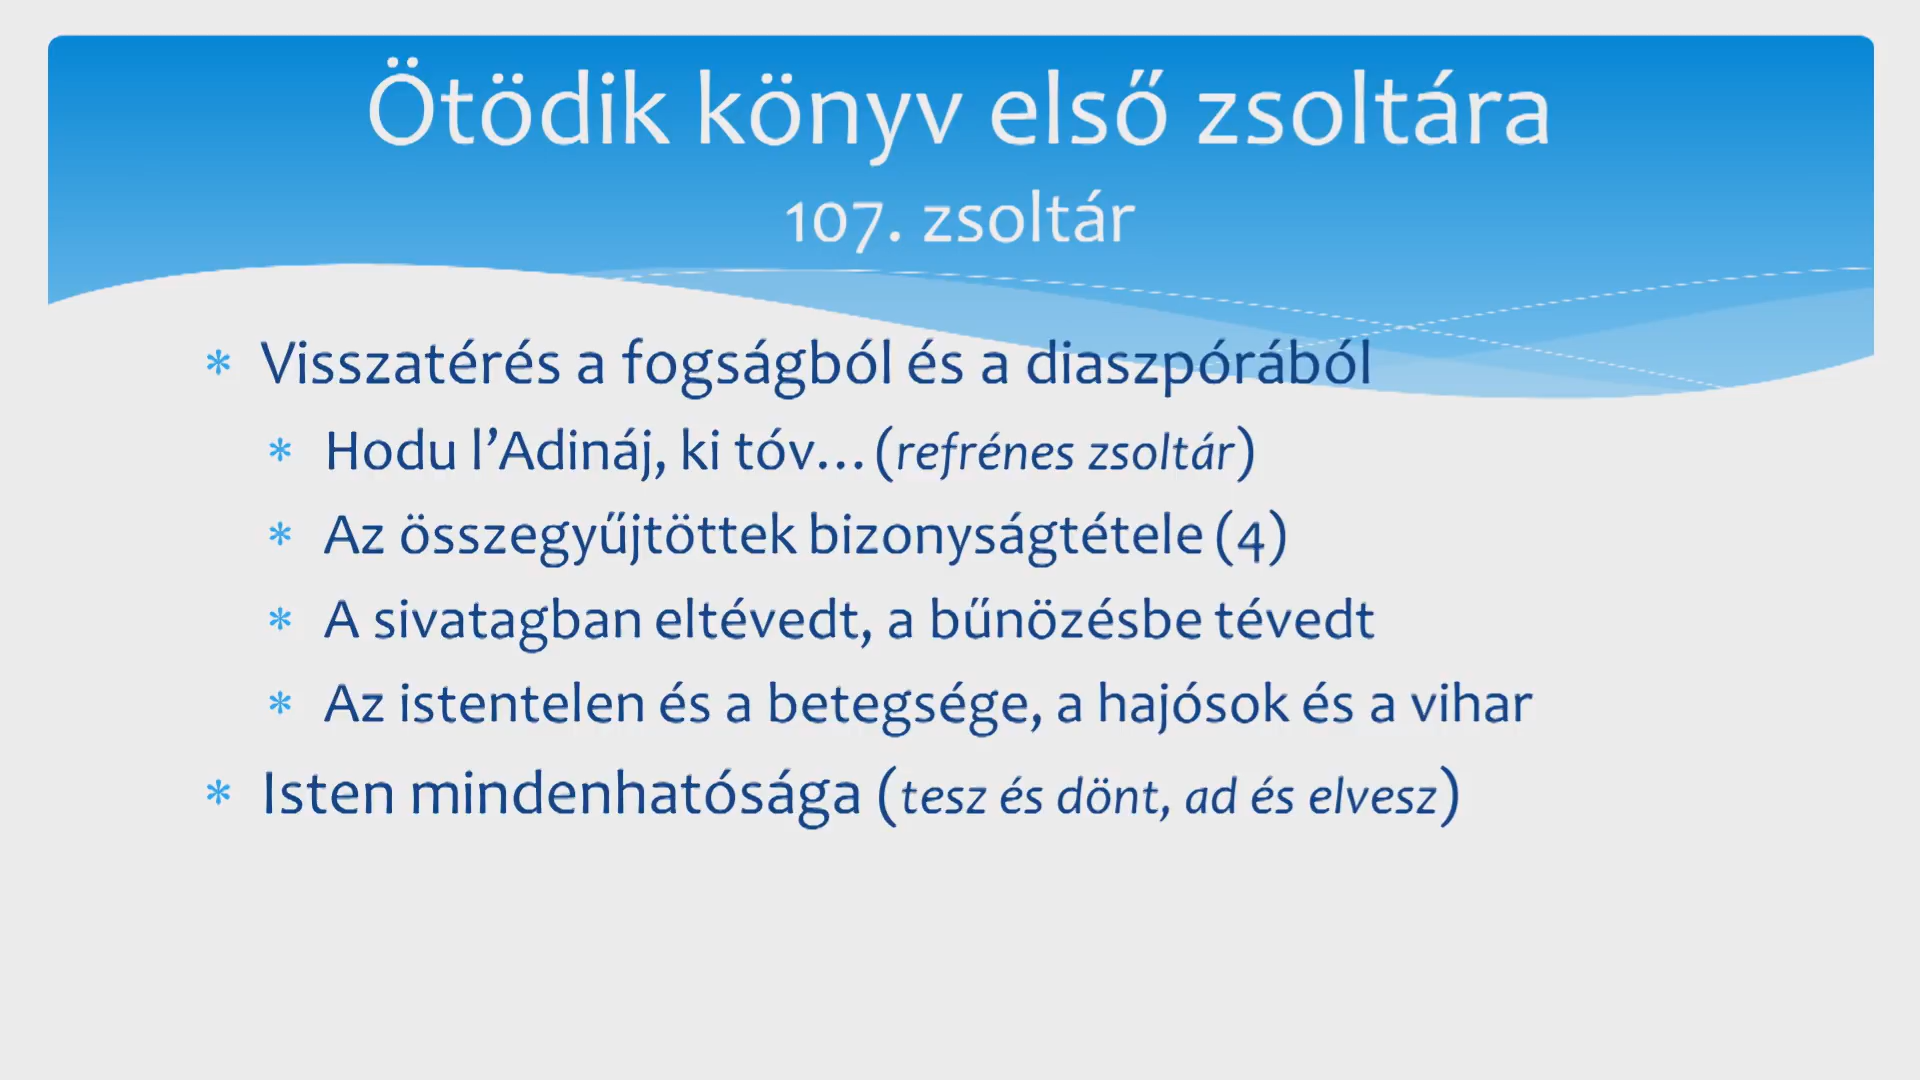 Ötödik könyv első zsoltára
107. zsoltár
* Visszatérés a fogságból és a diaszpórából
* Hodu l’Adináj, ki tóv… (refrénes zsoltár)
* Az összegyűjtöttek bizonyságtétele (4)
* A sivatagban eltévedt, a bűnözésbe tévedt
* Az istentelen és a betegsége, a hajósok és a vihar
* Isten mindenhatósága (tesz és dönt, ad és elvesz)